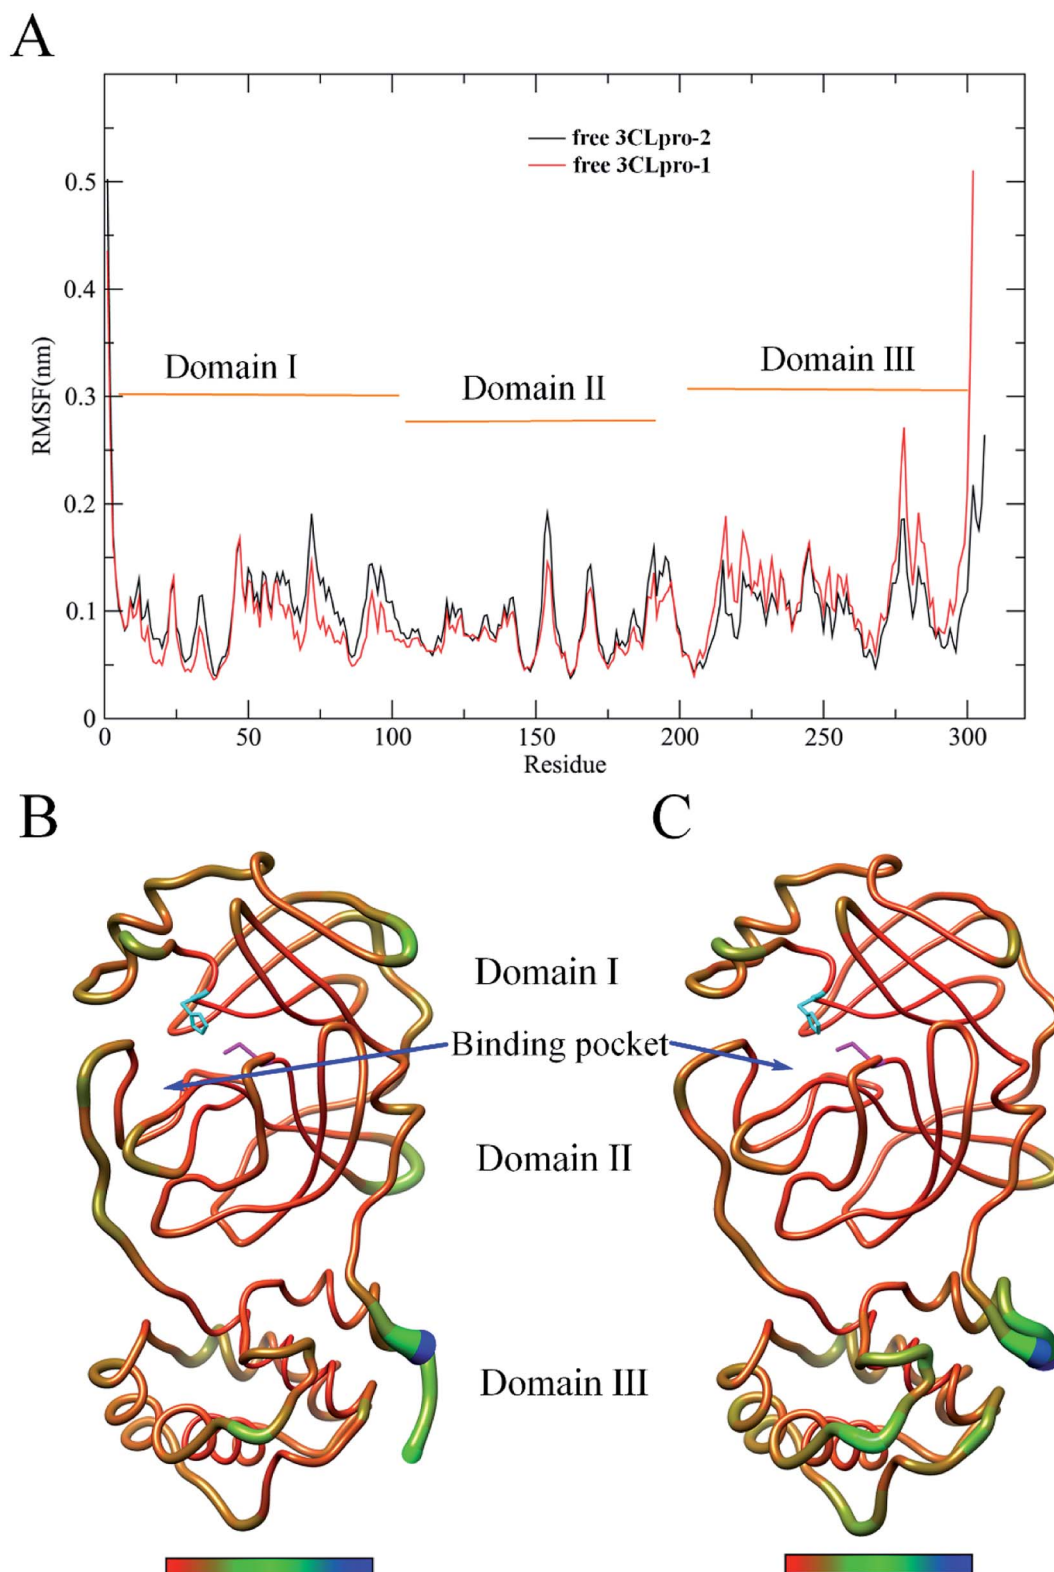 A
free 3CLpro-2
free 3CLpro-1
0.5
0.4
0.3
0.2
0.1
0
RMSF(nm)
Domain I
Domain II
Domain III
0 50 100 150 200 250 300
Residue
B
C
Domain I
Binding pocket
Domain II
Domain III